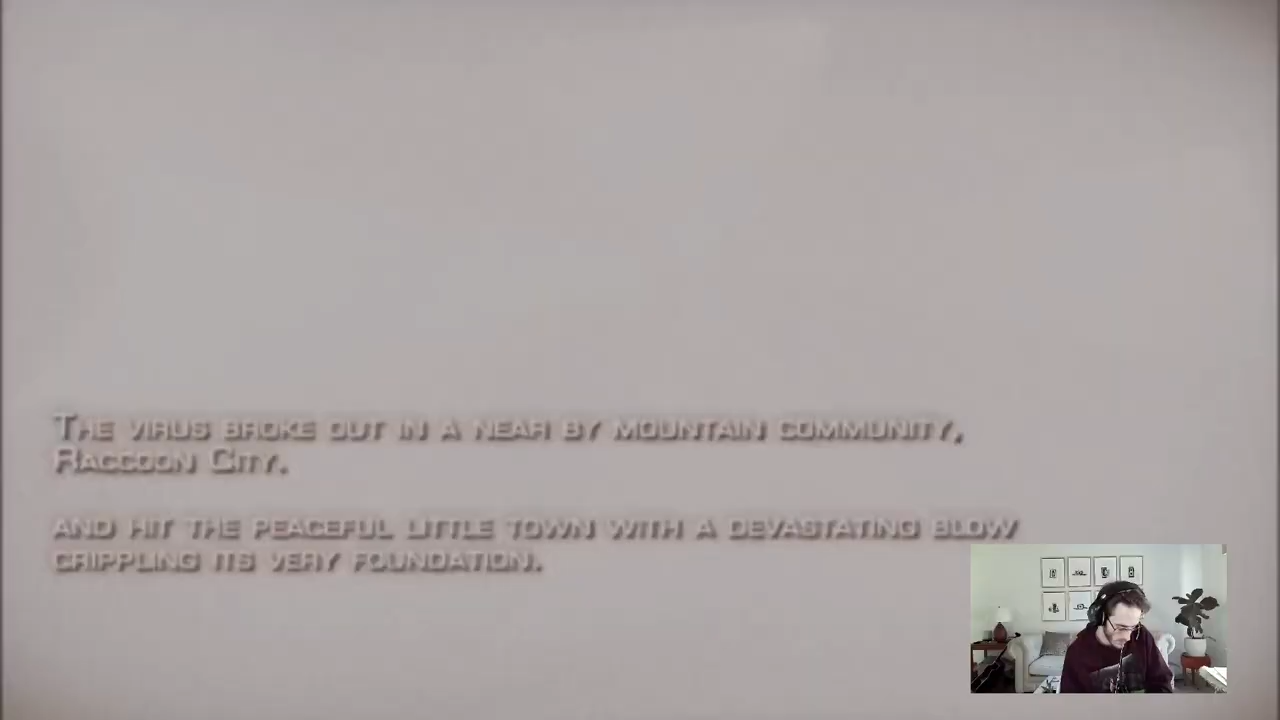 The virus broke out in a near by mountain community,
Raccoon City.
and hit the peaceful little town with a devastating blow
crippling its very foundation.